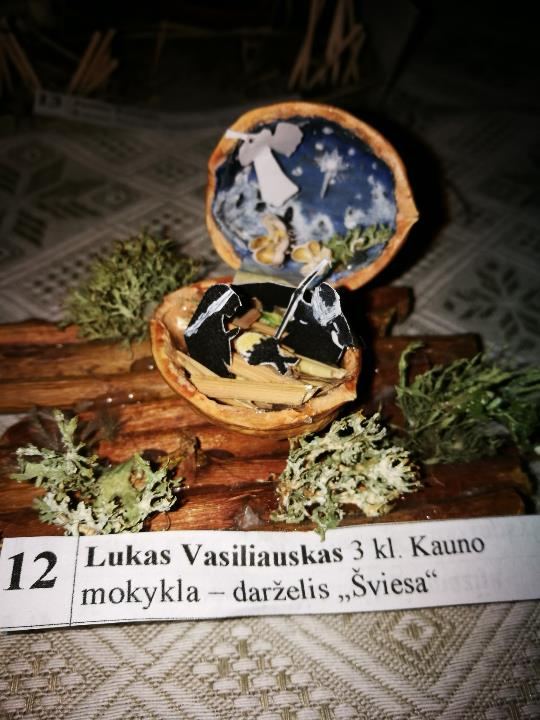 12
Lukas Vasiliauskas 3 kl. Kauno
mokykla – darželis „Šviesa“